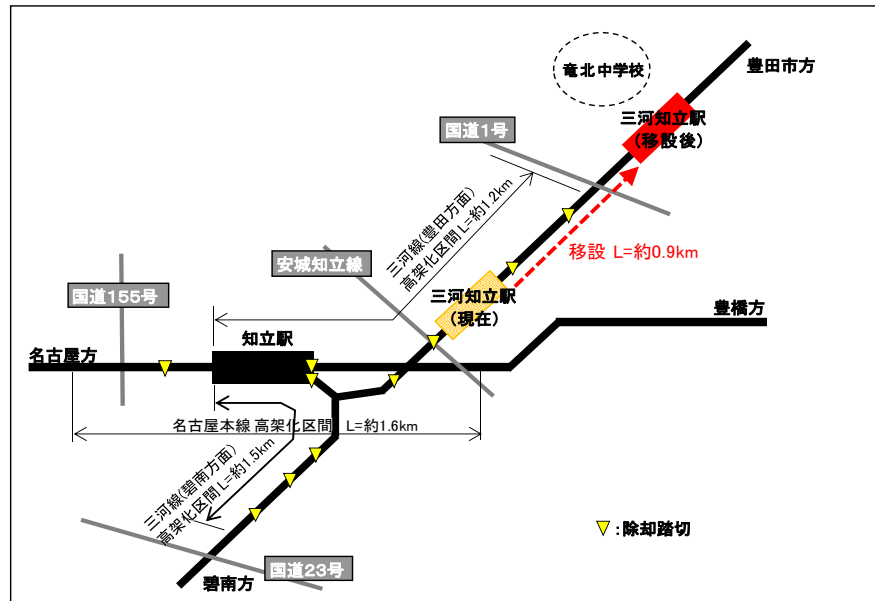 竜北中学校
豊田市方
三河知立駅
(移設後)
国道1号
三河線(豊田方面)
高架化区間 L=約1.2km
移設 L=約0.9km
安城知立線
国道155号
三河知立駅
(現在)
豊橋方
知立駅
名古屋方
名古屋本線 高架化区間 L=約1.6km
三河線(碧南方面)
高架化区間 L=約1.5km
▽:除却踏切
国道23号
碧南方